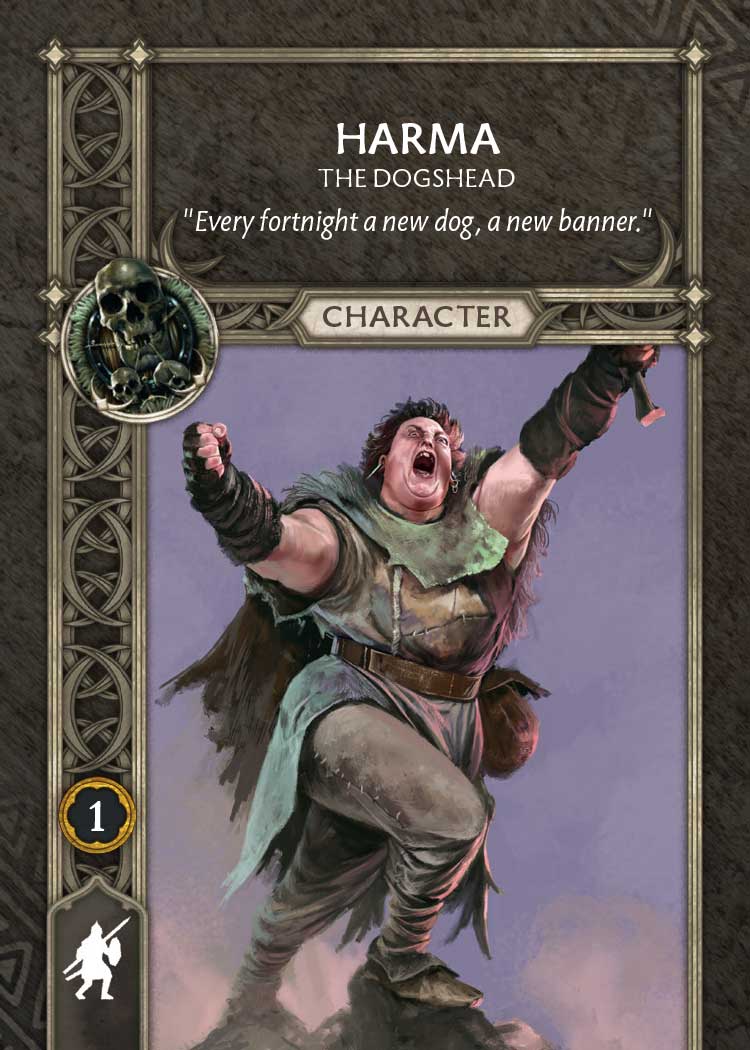 HARMA
THE DOGSHEAD
"Every fortnight a new dog, a new banner."
CHARACTER
1